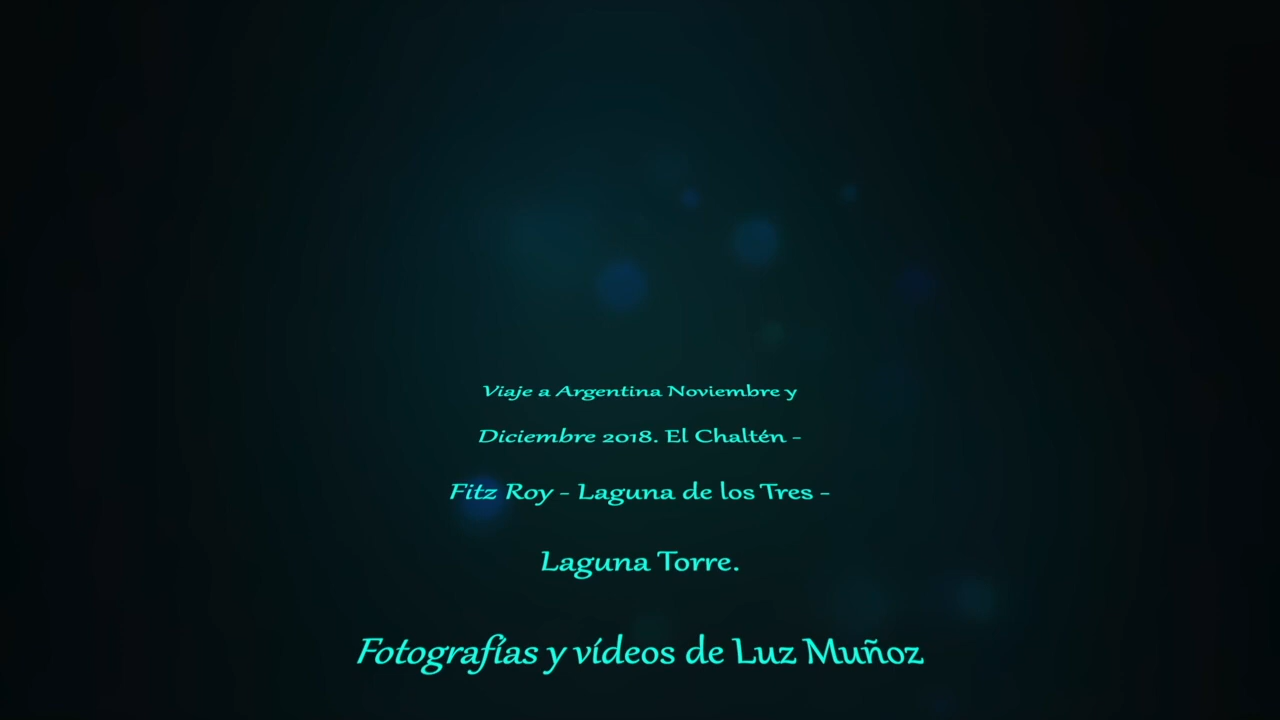 Viaje a Argentina Noviembre y
Diciembre 2018. El Chaltén -
Fitz Roy - Laguna de los Tres -
Laguna Torre.
Fotografías y vídeos de Luz Muñoz